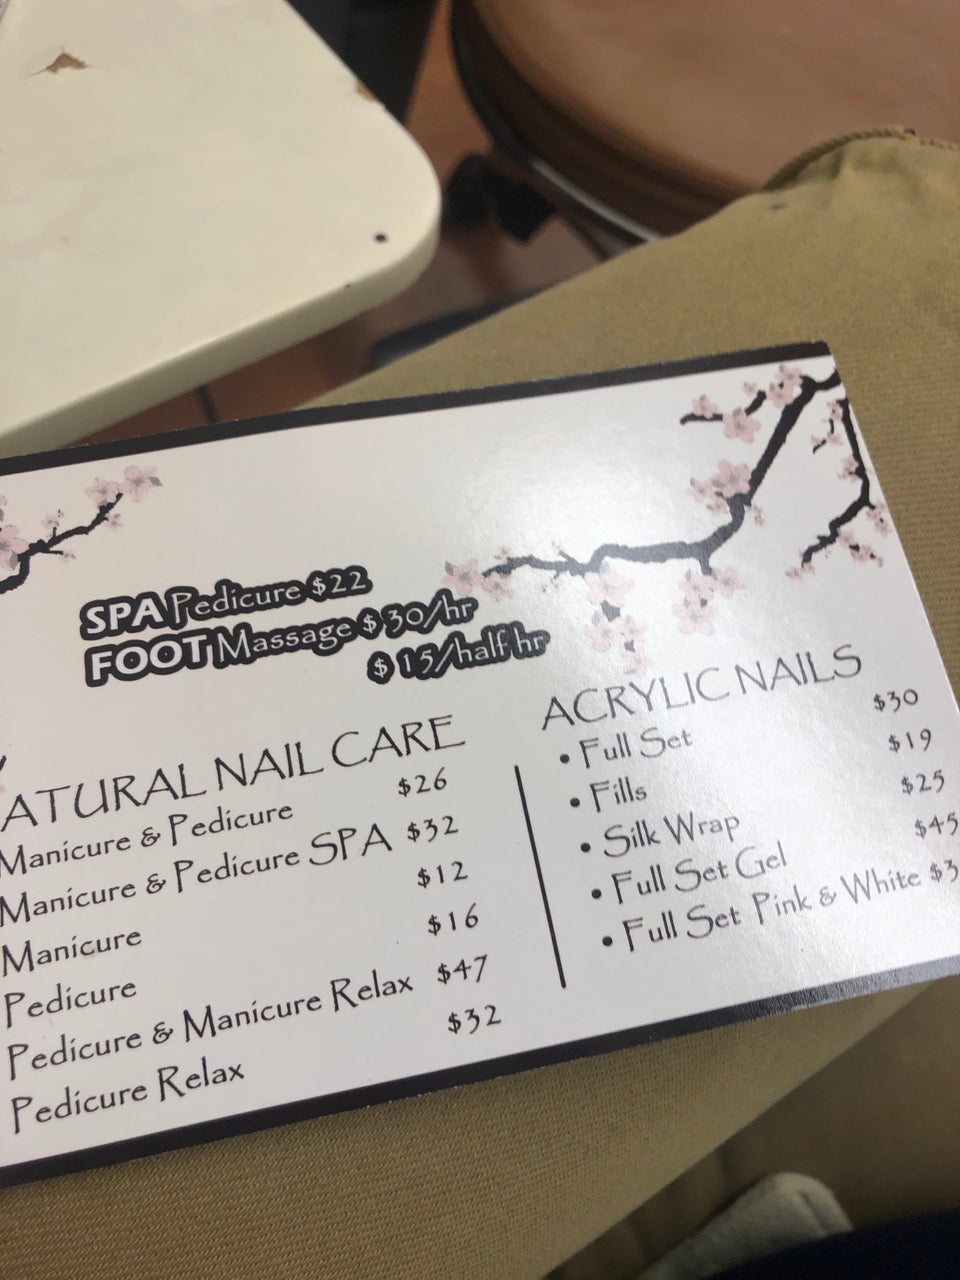 SPA Pedicure $22
FOOT Massage $30/hr
$15/half hr
ATURAL NAIL CARE
Manicure & Pedicure $26
Manicure & Pedicure SPA $32
Manicure $12
Pedicure $16
Pedicure & Manicure Relax $47
Pedicure Relax $32
ACRYLIC NAILS
• Full Set $30
• Fills $19
• Silk Wrap $25
• Full Set Gel $45
• Full Set Pink & White $3